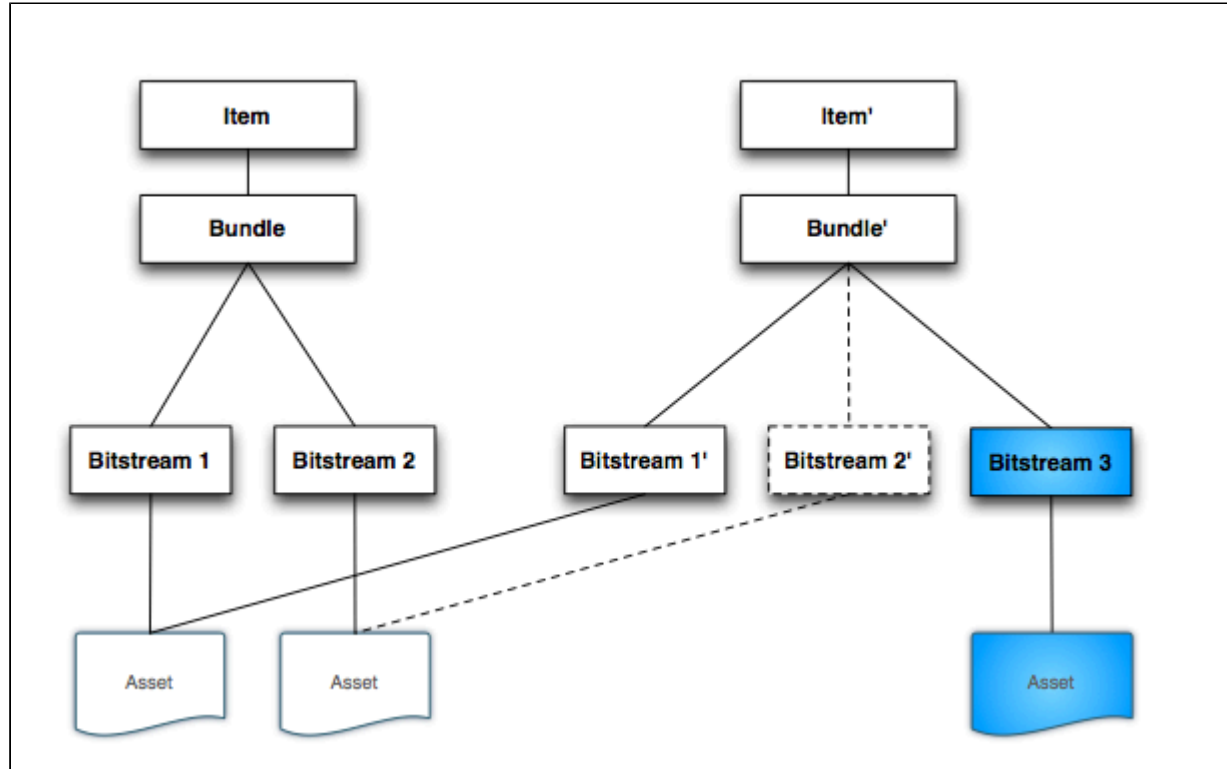 Item
Item'
Bundle
Bundle'
Bitstream 1
Bitstream 2
Bitstream 1'
Bitstream 2'
Bitstream 3
Asset
Asset
Asset